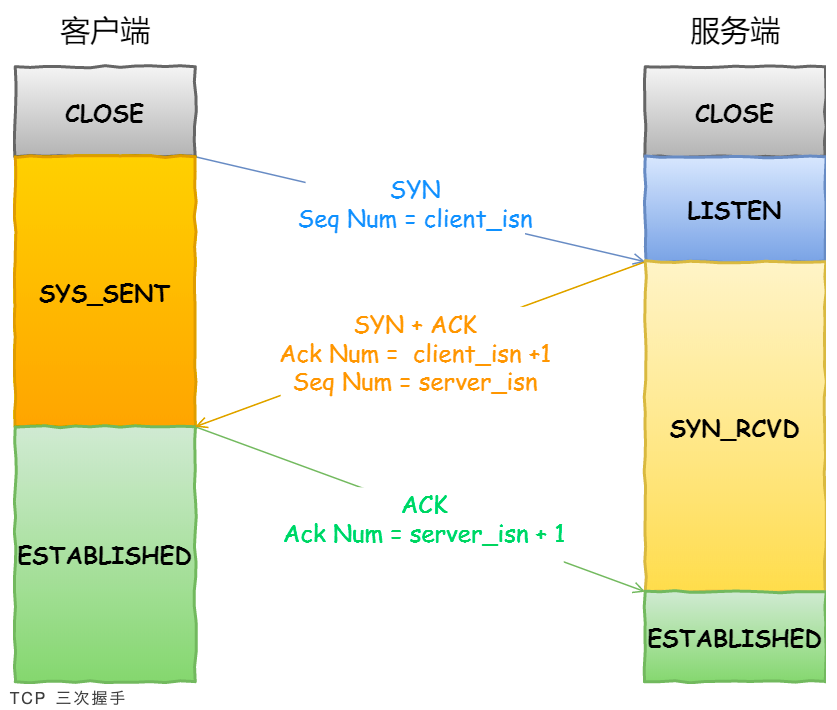 客户端
服务端
CLOSE
CLOSE
SYN
Seq Num = client_isn
LISTEN
SYS_SENT
SYN + ACK
Ack Num =  client_isn +1
Seq Num = server_isn
SYN_RCVD
ACK
Ack Num = server_isn + 1
ESTABLISHED
ESTABLISHED
TCP 三次握手